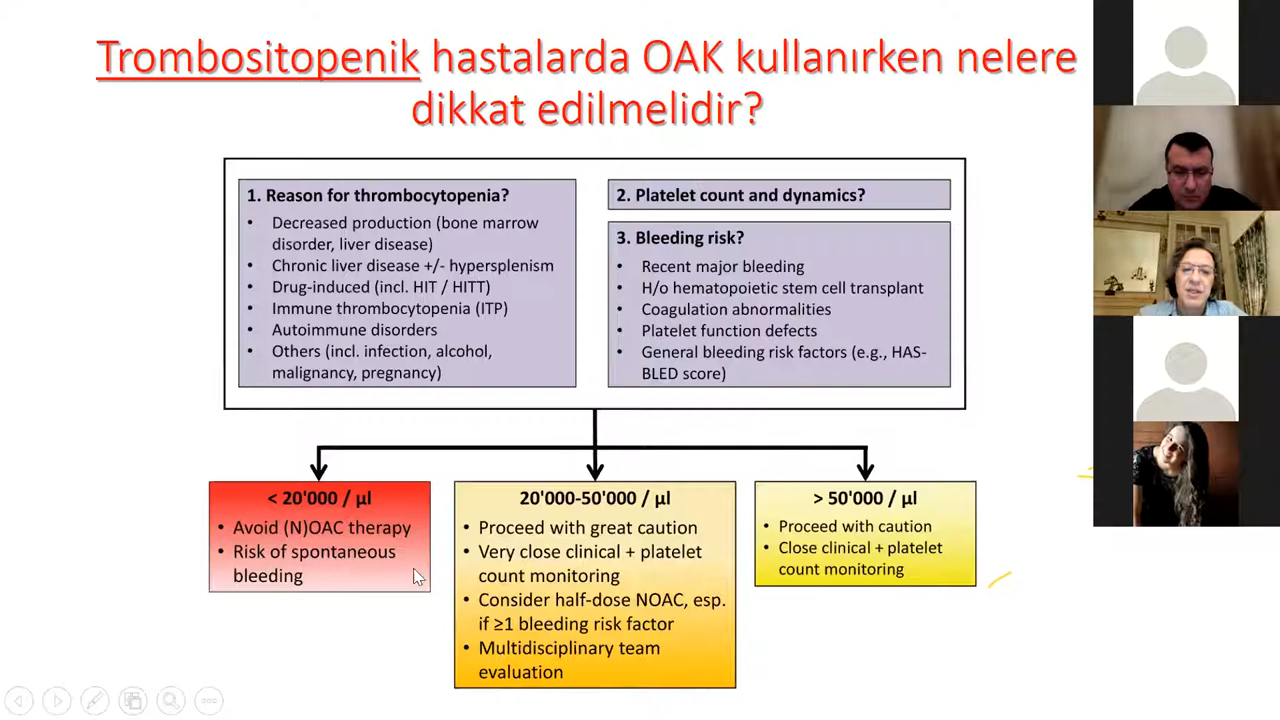 Trombositopenik hastalarda OAK kullanırken nelere
dikkat edilmelidir?
1. Reason for thrombocytopenia?
• Decreased production (bone marrow
disorder, liver disease)
• Chronic liver disease +/- hypersplenism
• Drug-induced (incl. HIT / HITT)
• Immune thrombocytopenia (ITP)
• Autoimmune disorders
• Others (incl. infection, alcohol,
malignancy, pregnancy)
2. Platelet count and dynamics?
3. Bleeding risk?
• Recent major bleeding
• H/o hematopoietic stem cell transplant
• Coagulation abnormalities
• Platelet function defects
• General bleeding risk factors (e.g., HAS-
BLED score)
< 20'000 / µl
• Avoid (N)OAC therapy
• Risk of spontaneous
bleeding
20'000-50'000 / µl
• Proceed with great caution
• Very close clinical + platelet
count monitoring
• Consider half-dose NOAC, esp.
if ≥1 bleeding risk factor
• Multidisciplinary team
evaluation
> 50'000 / µl
• Proceed with caution
• Close clinical + platelet
count monitoring